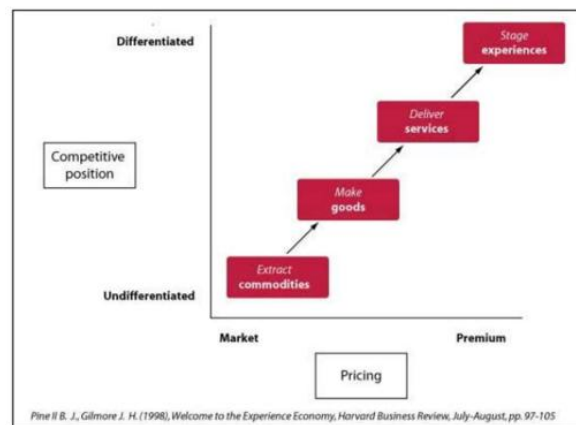 Differentiated
Stage
experiences
Deliver
services
Competitive
position
Make
goods
Extract
commodities
Undifferentiated
Market
Premium
Pricing
Pine II B. J., Gilmore J. H. (1998), Welcome to the Experience Economy, Harvard Business Review, July-August, pp. 97-105